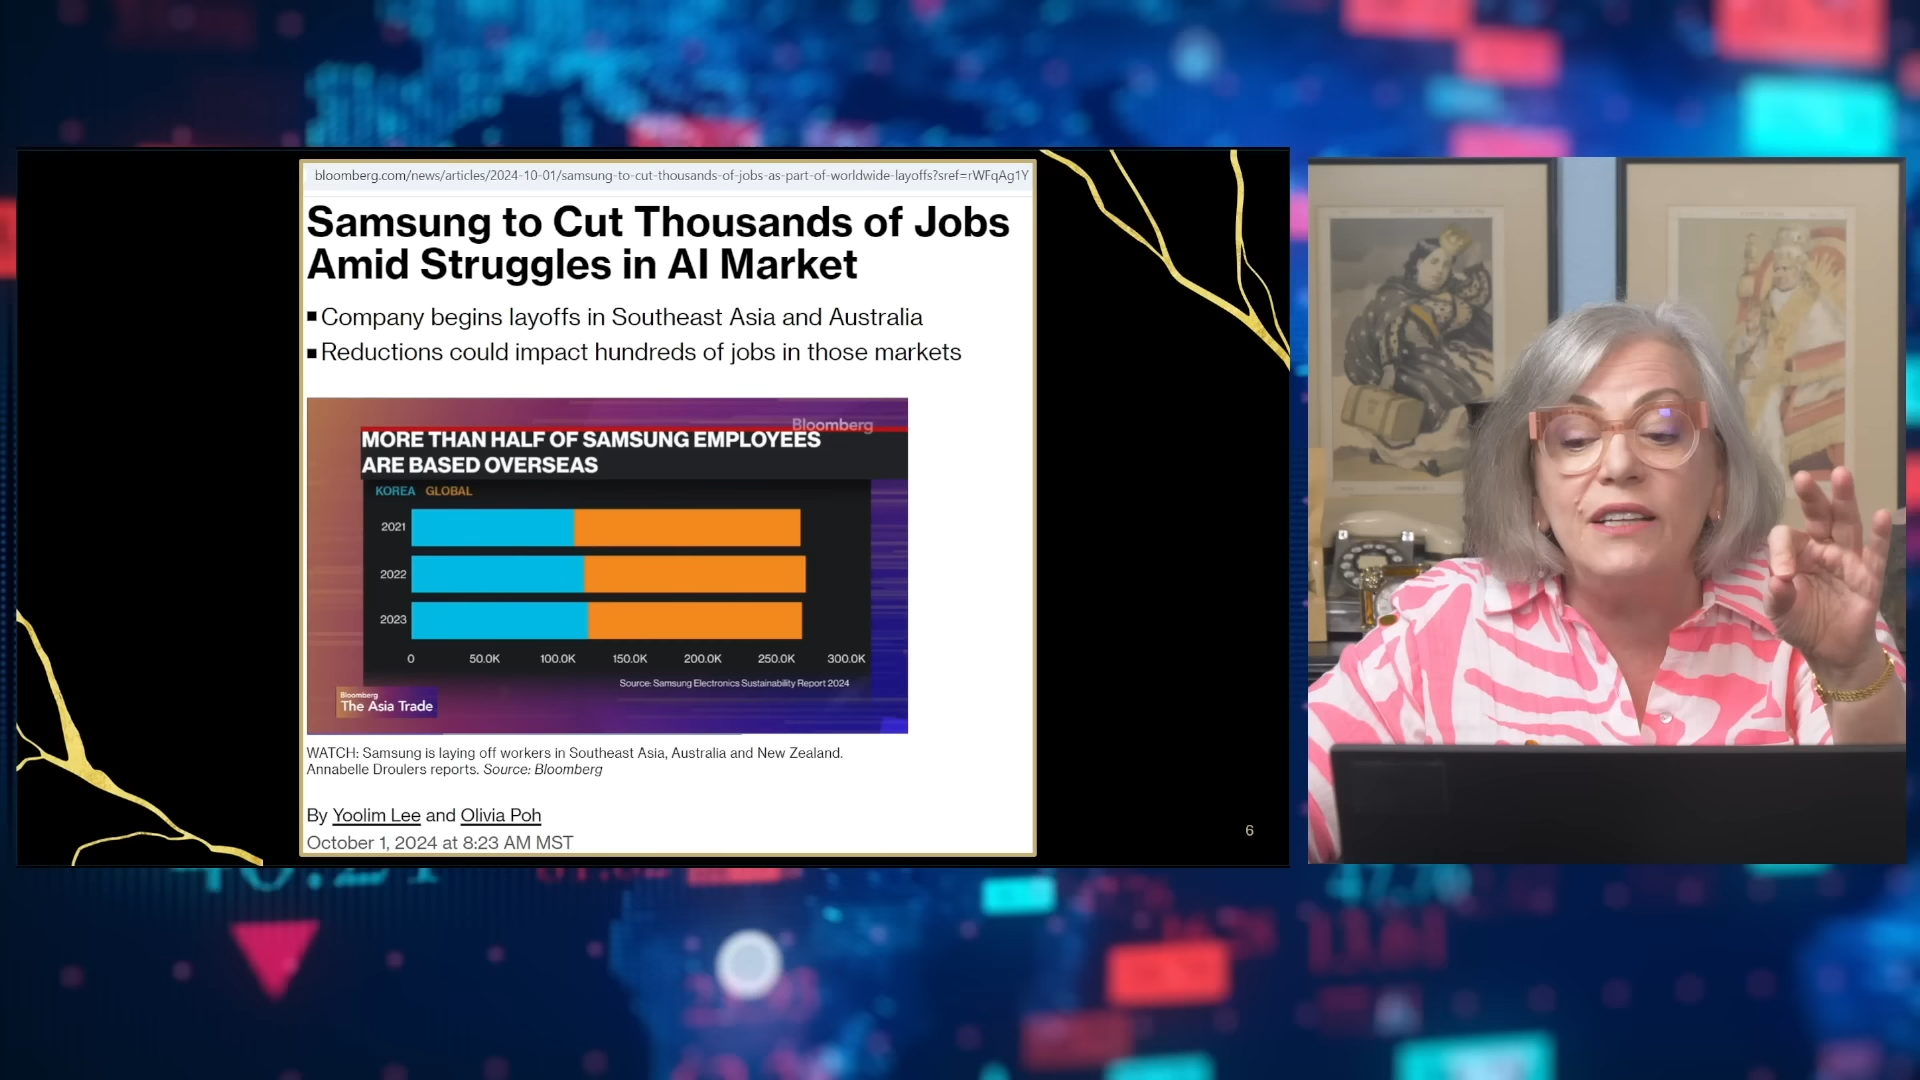 bloomberg.com/news/articles/2024-10-01/samsung-to-cut-thousands-of-jobs-as-part-of-worldwide-layoffs?sref=rWFqAg1Y
Samsung to Cut Thousands of Jobs
Amid Struggles in AI Market
Company begins layoffs in Southeast Asia and Australia
Reductions could impact hundreds of jobs in those markets
Bloomberg
MORE THAN HALF OF SAMSUNG EMPLOYEES
ARE BASED OVERSEAS
KOREA GLOBAL
2021
2022
2023
0 50.0K 100.0K 150.0K 200.0K 250.0K 300.0K
Source: Samsung Electronics Sustainability Report 2024
Bloomberg
The Asia Trade
WATCH: Samsung is laying off workers in Southeast Asia, Australia and New Zealand.
Annabelle Droulers reports. Source: Bloomberg
By Yoolim Lee and Olivia Poh
October 1, 2024 at 8:23 AM MST
6